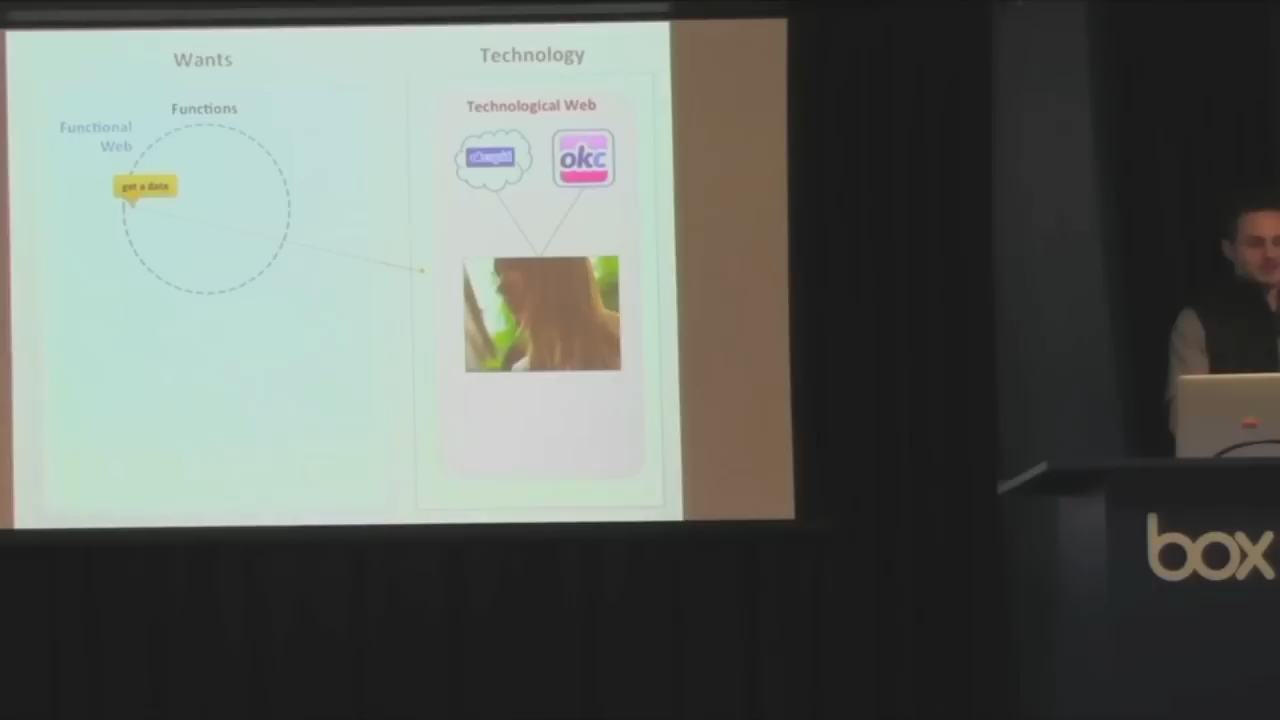 Wants
Technology
Functions
Functional
Web
get a date
Technological Web
okc
box